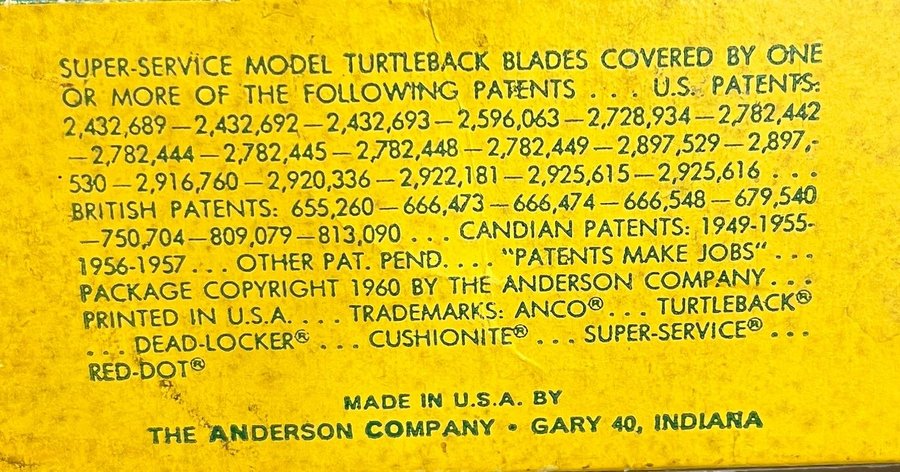 SUPER-SERVICE MODEL TURTLEBACK BLADES COVERED BY ONE
OR MORE OF THE FOLLOWING PATENTS . . . U.S. PATENTS:
2,432,689—2,432,692—2,432,693—2,596,063—2,728,934—2,782,442
—2,782,444—2,782,445—2,782,448—2,782,449—2,897,529—2,897,-
530—2,916,760—2,920,336—2,922,181—2,925,615—2,925,616 . . .
BRITISH PATENTS: 655,260—666,473—666,474—666,548—679,540
—750,704—809,079—813,090 . . . CANDIAN PATENTS: 1949-1955-
1956-1957 . . . OTHER PAT. PEND. . . . "PATENTS MAKE JOBS" . . .
PACKAGE COPYRIGHT 1960 BY THE ANDERSON COMPANY . . .
PRINTED IN U.S.A. . . . TRADEMARKS: ANCO® . . . TURTLEBACK®
. . . DEAD-LOCKER® . . . CUSHIONITE® . . . SUPER-SERVICE® . . .
RED-DOT®
MADE IN U.S.A. BY
THE ANDERSON COMPANY • GARY 40, INDIANA